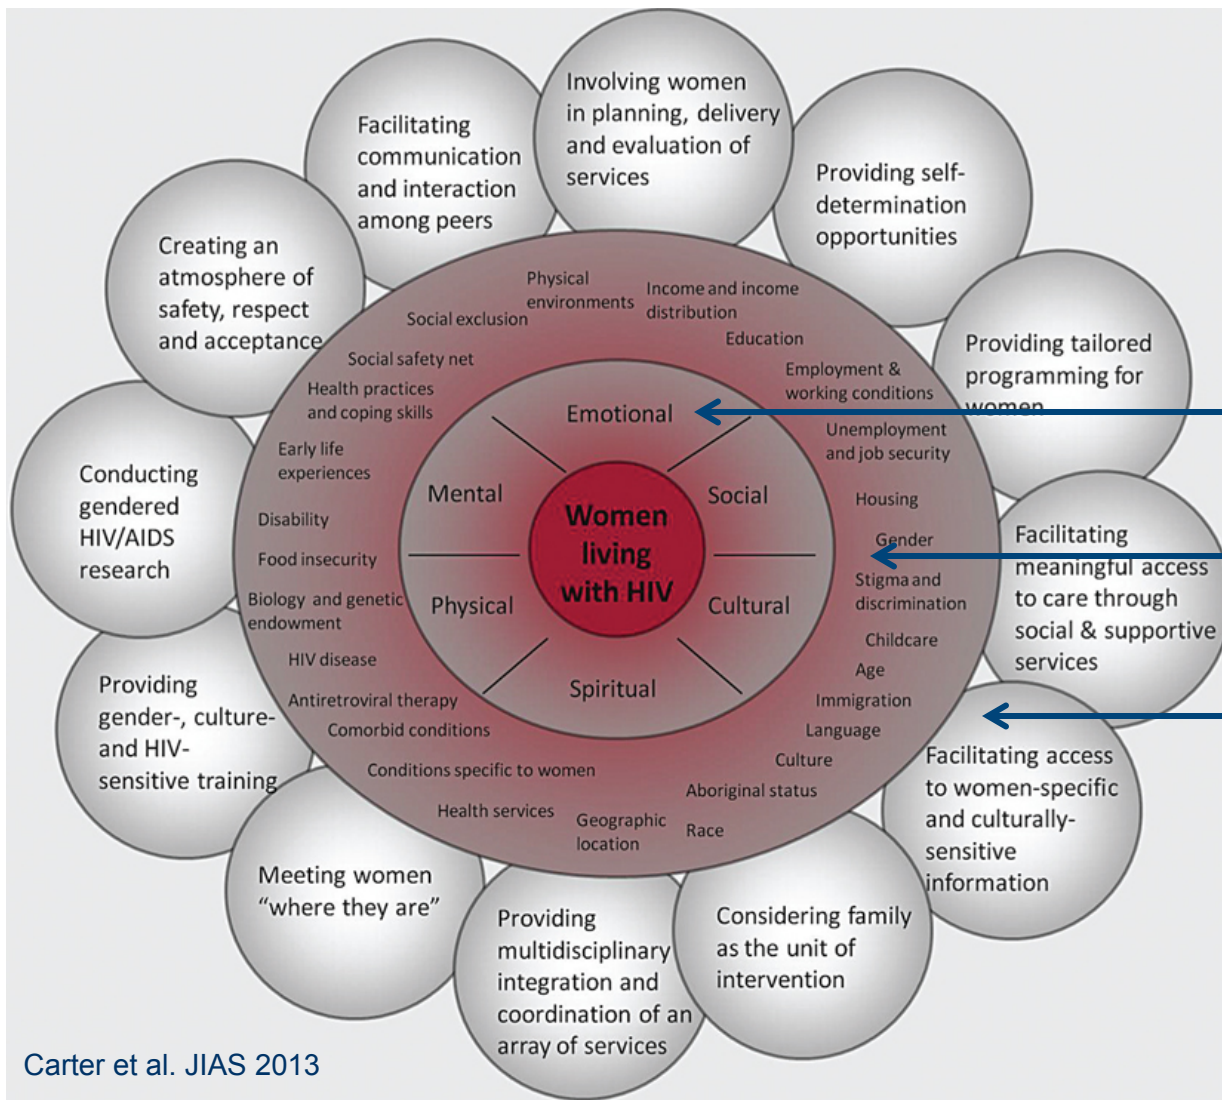 Involving women
in planning, delivery
and evaluation of
services
Providing self-
determination
opportunities
Providing tailored
programming for
women
Facilitating
meaningful access
to care through
social & supportive
services
Facilitating access
to women-specific
and culturally-
sensitive
information
Considering family
as the unit of
intervention
Providing
multidisciplinary
integration and
coordination of an
array of services
Meeting women
“where they are”
Providing
gender-, culture-
and HIV-
sensitive training
Conducting
gendered
HIV/AIDS
research
Creating an
atmosphere of
safety, respect
and acceptance
Facilitating
communication
and interaction
among peers
Physical
environments
Income and income
distribution
Education
Employment &
working conditions
Unemployment
and job security
Housing
Gender
Stigma and
discrimination
Childcare
Age
Immigration
Language
Culture
Aboriginal status
Race
Geographic
location
Health services
Conditions specific to women
Comorbid conditions
Antiretroviral therapy
HIV disease
Biology and genetic
endowment
Food insecurity
Disability
Early life
experiences
Health practices
and coping skills
Social safety net
Social exclusion
Emotional
Social
Cultural
Spiritual
Physical
Mental
Women
living
with HIV
Carter et al. JIAS 2013